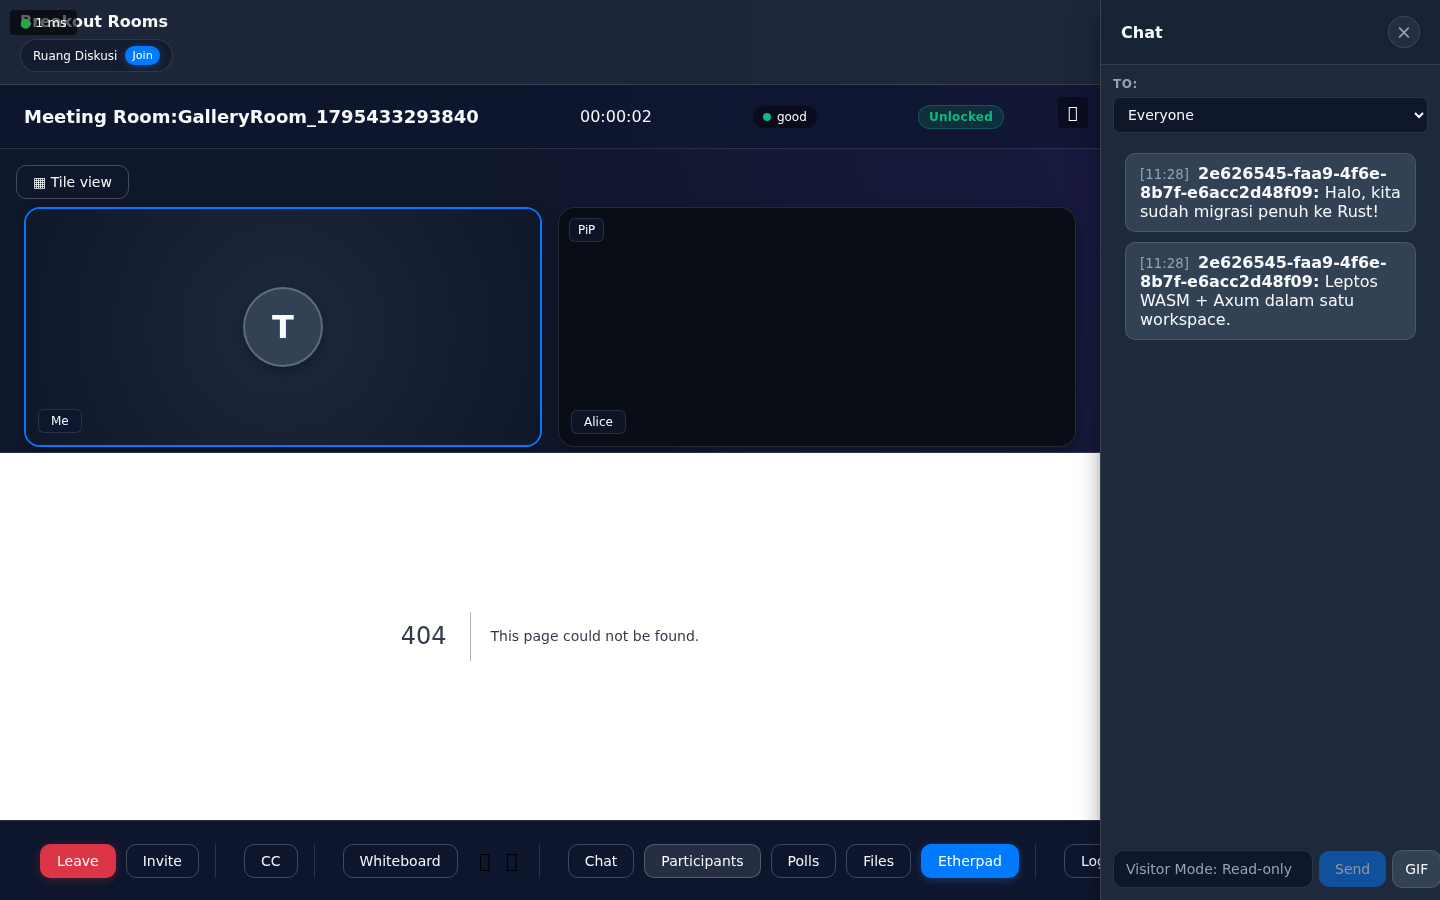 Breakout Rooms
1 ms
Ruang Diskusi Join
Meeting Room:GalleryRoom_1795433293840
00:00:02
good
Unlocked
▦ Tile view
T
Me
PiP
Alice
404
This page could not be found.
Leave
Invite
CC
Whiteboard
Chat
Participants
Polls
Files
Etherpad
Chat
TO:
Everyone
[11:28] 2e626545-faa9-4f6e-
8b7f-e6acc2d48f09: Halo, kita
sudah migrasi penuh ke Rust!
[11:28] 2e626545-faa9-4f6e-
8b7f-e6acc2d48f09: Leptos
WASM + Axum dalam satu
workspace.
Visitor Mode: Read-only
Send
GIF